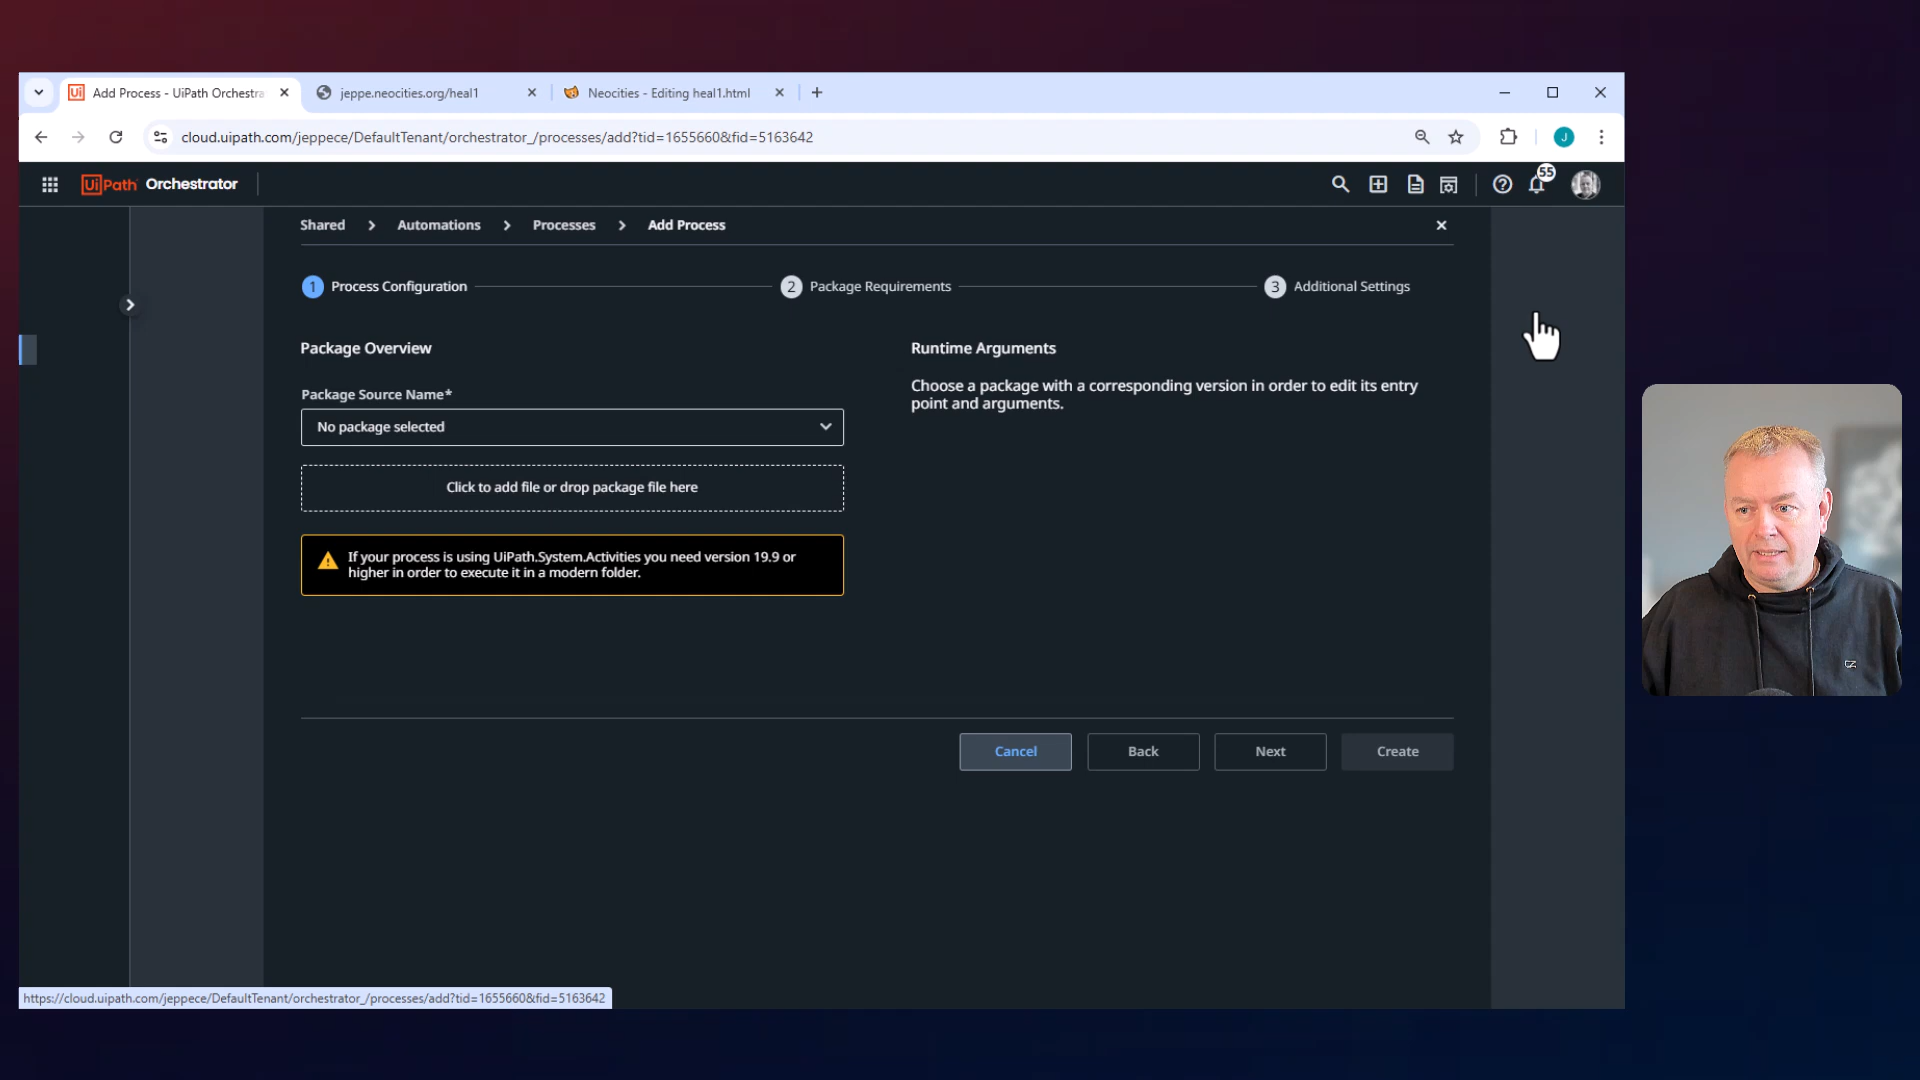 Add Process - UiPath Orchestra
jeppe.neocities.org/heal1
Neocities - Editing heal1.html
cloud.uipath.com/jeppece/DefaultTenant/orchestrator_/processes/add?tid=1655660&fid=5163642
J
UiPath Orchestrator
55
Shared > Automations > Processes > Add Process
1 Process Configuration
2 Package Requirements
3 Additional Settings
Package Overview
Package Source Name*
No package selected
Click to add file or drop package file here
If your process is using UiPath.System.Activities you need version 19.9 or
higher in order to execute it in a modern folder.
Runtime Arguments
Choose a package with a corresponding version in order to edit its entry
point and arguments.
Cancel
Back
Next
Create
https://cloud.uipath.com/jeppece/DefaultTenant/orchestrator_/processes/add?tid=1655660&fid=5163642